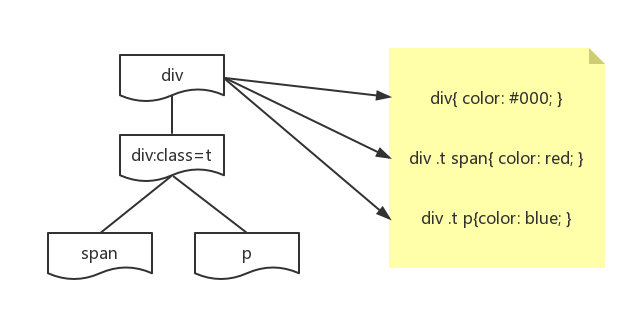 div
div:class=t
span
p
div{ color: #000; }
div .t span{ color: red; }
div .t p{color: blue; }